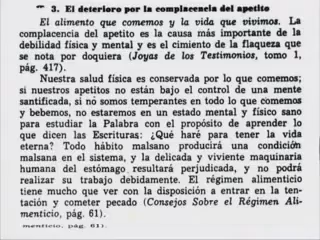 3. El deterioro por la complacencia del apetito
El alimento que comemos y la vida que vivimos. La
complacencia del apetito es la causa más importante de la
debilidad física y mental y es el cimiento de la flaqueza que
se nota por doquiera (Joyas de los Testimonios, tomo 1,
pág. 417).
Nuestra salud física es conservada por lo que comemos;
si nuestros apetitos no están bajo el control de una mente
santificada, si no somos temperantes en todo lo que comemos
y bebemos, no estaremos en un estado mental y físico sano
para estudiar la Palabra con el propósito de aprender lo
que dicen las Escrituras: ¿Qué haré para tener la vida
eterna? Todo hábito malsano producirá una condición
malsana en el sistema, y la delicada y viviente maquinaria
humana del estómago resultará perjudicada, y no podrá
realizar su trabajo debidamente. El régimen alimenticio
tiene mucho que ver con la disposición a entrar en la ten-
tación y cometer pecado (Consejos Sobre el Régimen Ali-
menticio, pág. 61).
menticio, pág. 61).